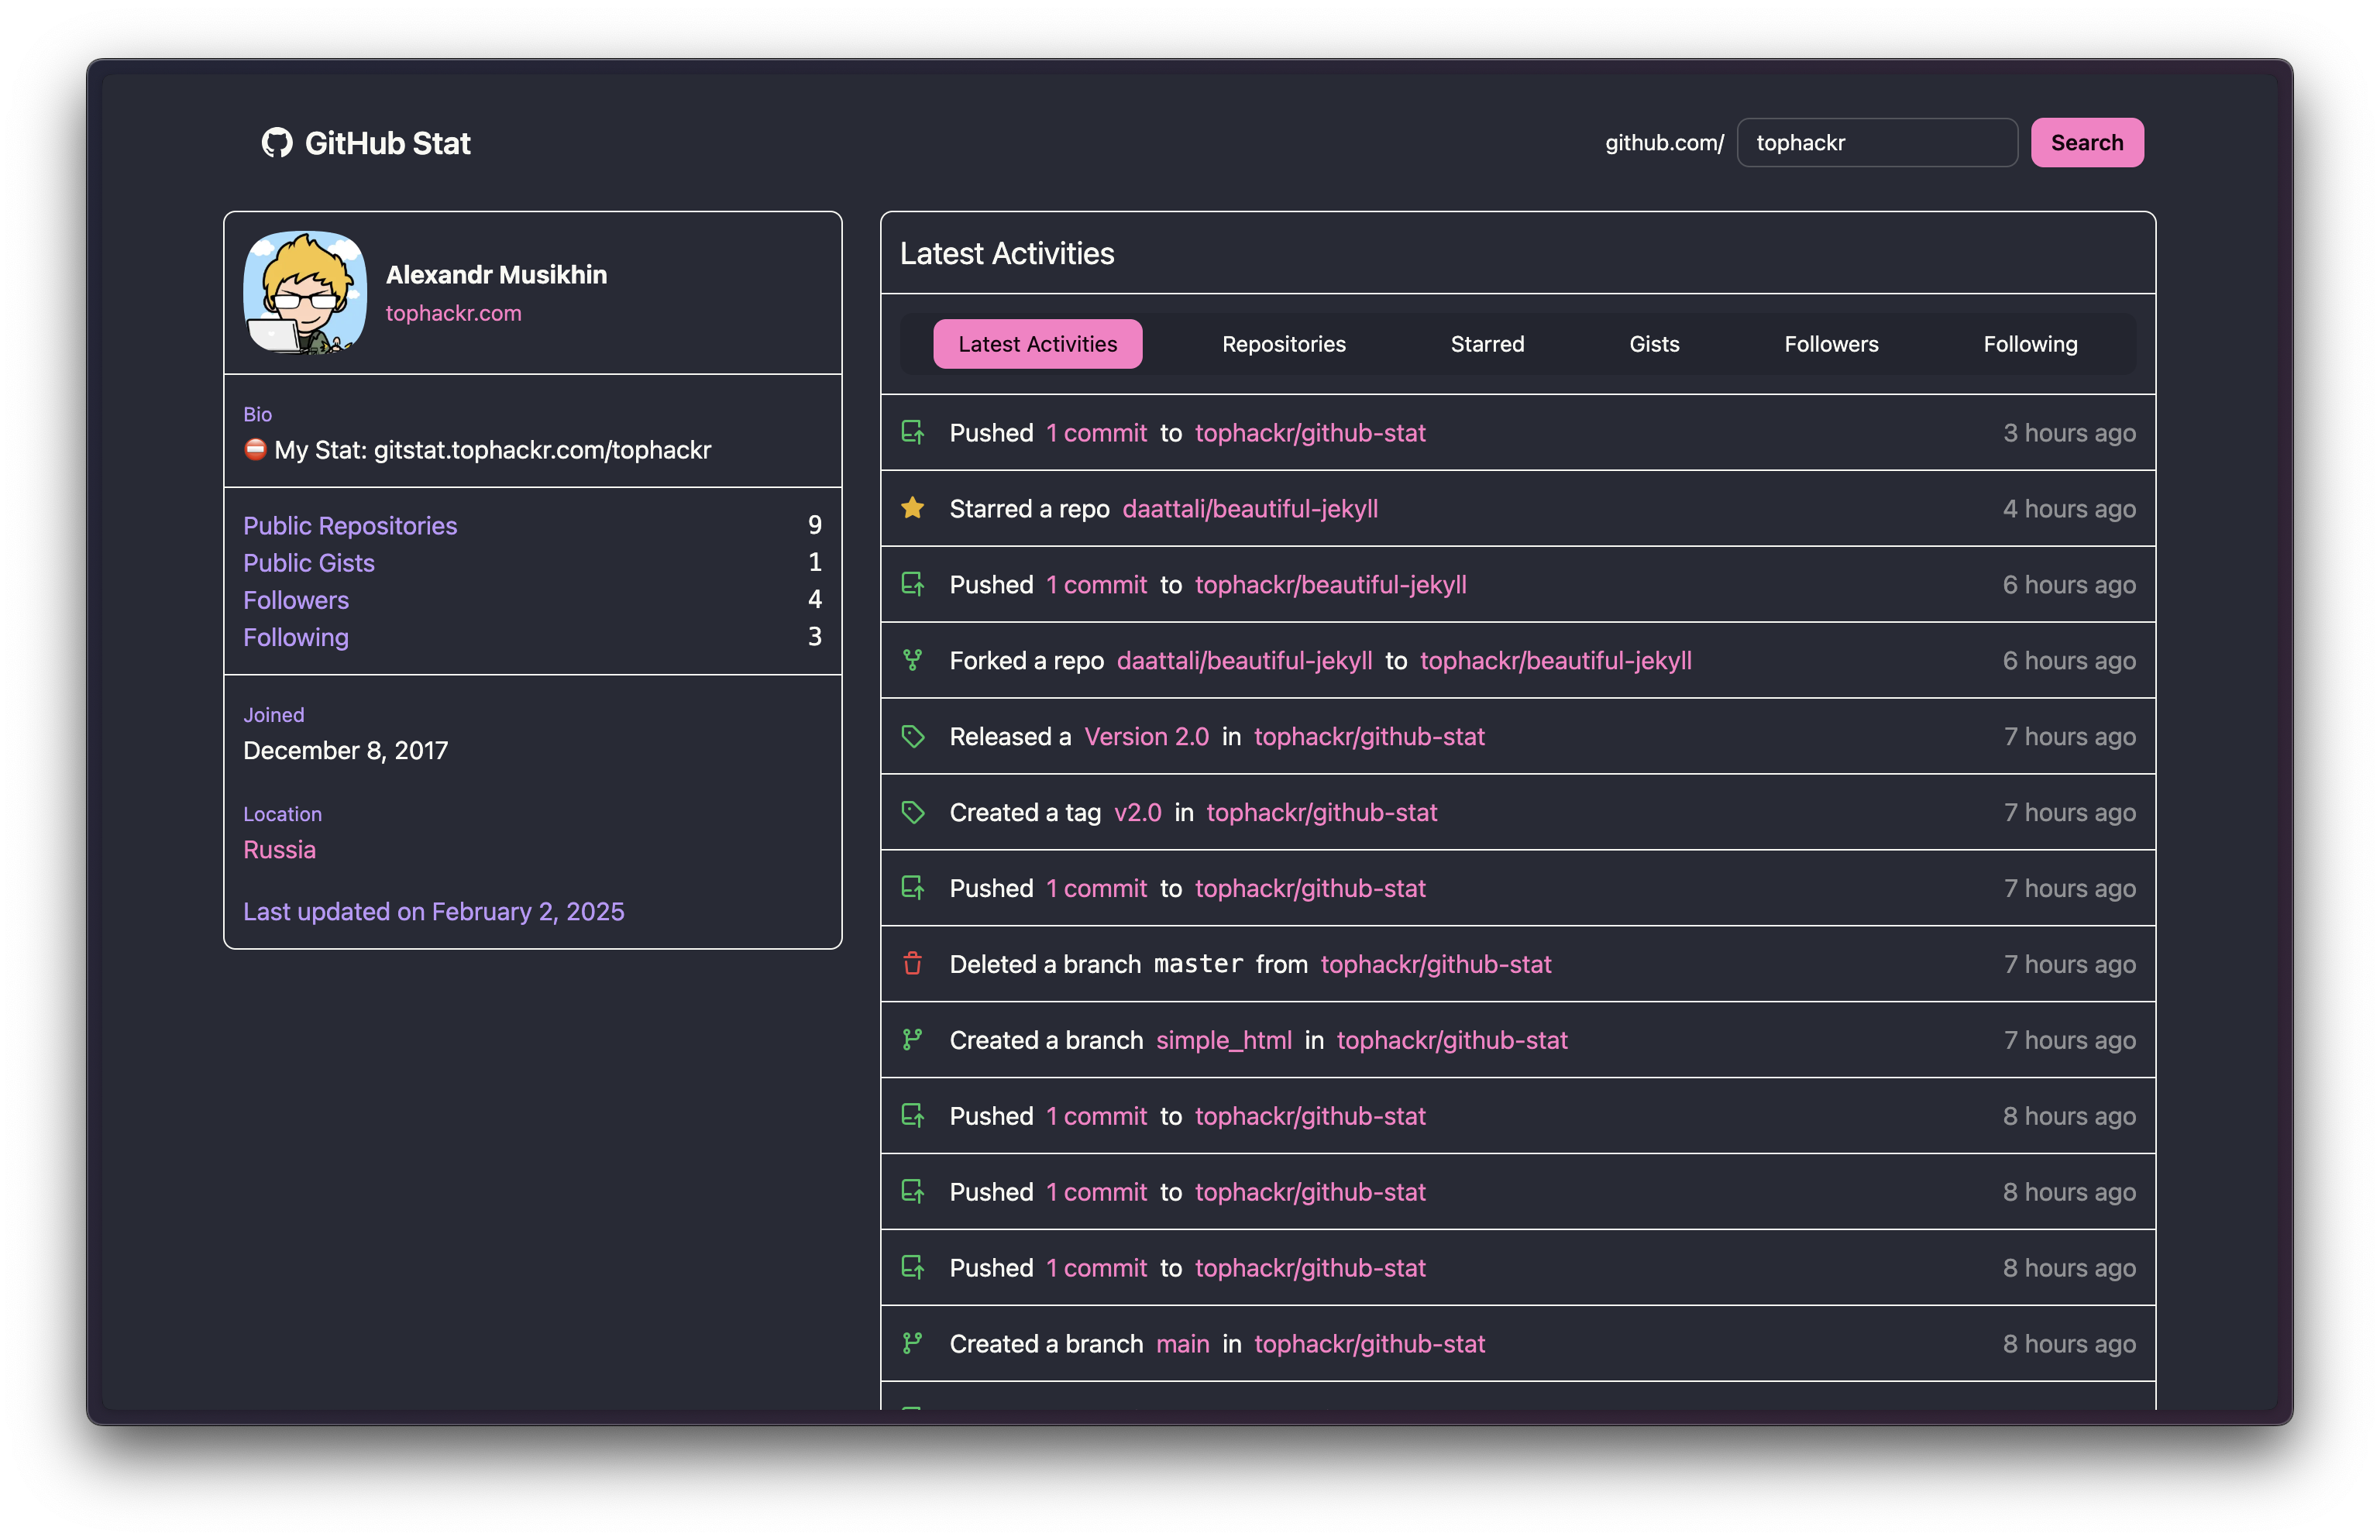 GitHub Stat
github.com/ tophackr Search
Alexandr Musikhin
tophackr.com
Bio
⛔ My Stat: gitstat.tophackr.com/tophackr
Public Repositories 9
Public Gists 1
Followers 4
Following 3
Joined
December 8, 2017
Location
Russia
Last updated on February 2, 2025
Latest Activities
Latest Activities Repositories Starred Gists Followers Following
Pushed 1 commit to tophackr/github-stat 3 hours ago
Starred a repo daattali/beautiful-jekyll 4 hours ago
Pushed 1 commit to tophackr/beautiful-jekyll 6 hours ago
Forked a repo daattali/beautiful-jekyll to tophackr/beautiful-jekyll 6 hours ago
Released a Version 2.0 in tophackr/github-stat 7 hours ago
Created a tag v2.0 in tophackr/github-stat 7 hours ago
Pushed 1 commit to tophackr/github-stat 7 hours ago
Deleted a branch master from tophackr/github-stat 7 hours ago
Created a branch simple_html in tophackr/github-stat 7 hours ago
Pushed 1 commit to tophackr/github-stat 8 hours ago
Pushed 1 commit to tophackr/github-stat 8 hours ago
Pushed 1 commit to tophackr/github-stat 8 hours ago
Created a branch main in tophackr/github-stat 8 hours ago